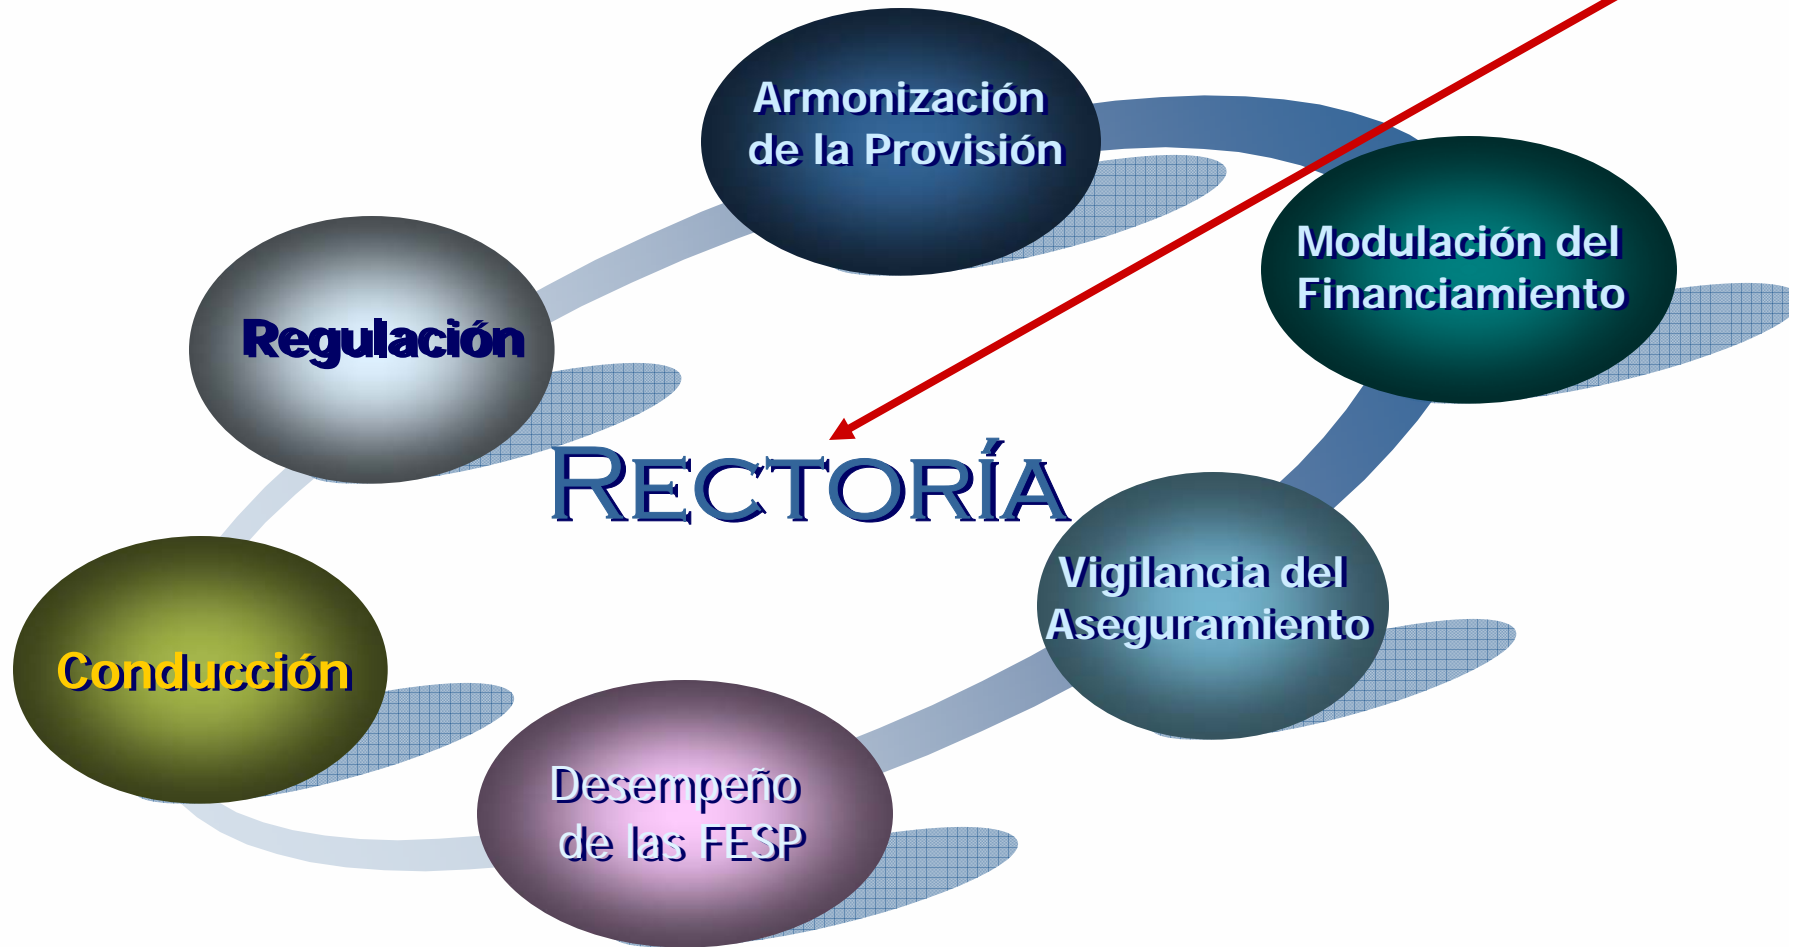 Armonización
de la Provisión
Modulación del
Financiamiento
Regulación
RECTORÍA
Vigilancia del
Aseguramiento
Conducción
Desempeño
de las FESP